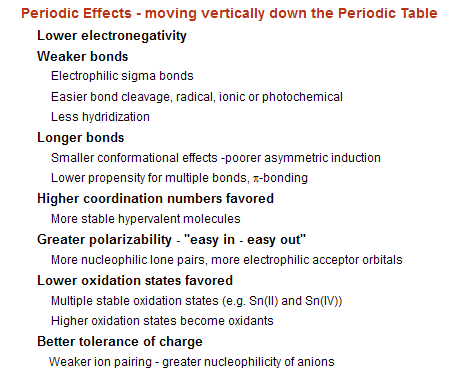 Periodic Effects - moving vertically down the Periodic Table
Lower electronegativity
Weaker bonds
Electrophilic sigma bonds
Easier bond cleavage, radical, ionic or photochemical
Less hydridization
Longer bonds
Smaller conformational effects -poorer asymmetric induction
Lower propensity for multiple bonds, π-bonding
Higher coordination numbers favored
More stable hypervalent molecules
Greater polarizability - "easy in - easy out"
More nucleophilic lone pairs, more electrophilic acceptor orbitals
Lower oxidation states favored
Multiple stable oxidation states (e.g. Sn(II) and Sn(IV))
Higher oxidation states become oxidants
Better tolerance of charge
Weaker ion pairing - greater nucleophilicity of anions